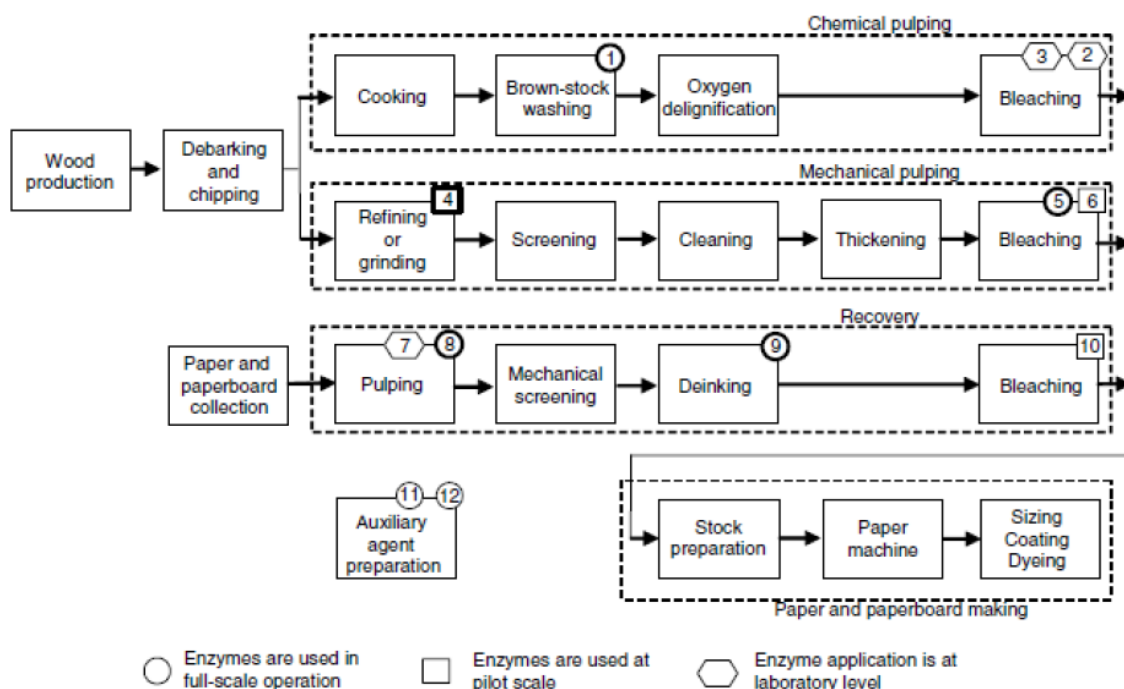 Chemical pulping
1
3
2
Cooking
Brown-stock
washing
Oxygen
delignification
Bleaching
Wood
production
Debarking
and
chipping
Mechanical pulping
4
5
6
Refining
or
grinding
Screening
Cleaning
Thickening
Bleaching
Recovery
7
8
9
10
Paper and
paperboard
collection
Pulping
Mechanical
screening
Deinking
Bleaching
11
12
Auxiliary
agent
preparation
Stock
preparation
Paper
machine
Sizing
Coating
Dyeing
Paper and paperboard making
Enzymes are used in
full-scale operation
Enzymes are used at
pilot scale
Enzyme application is at
laboratory level